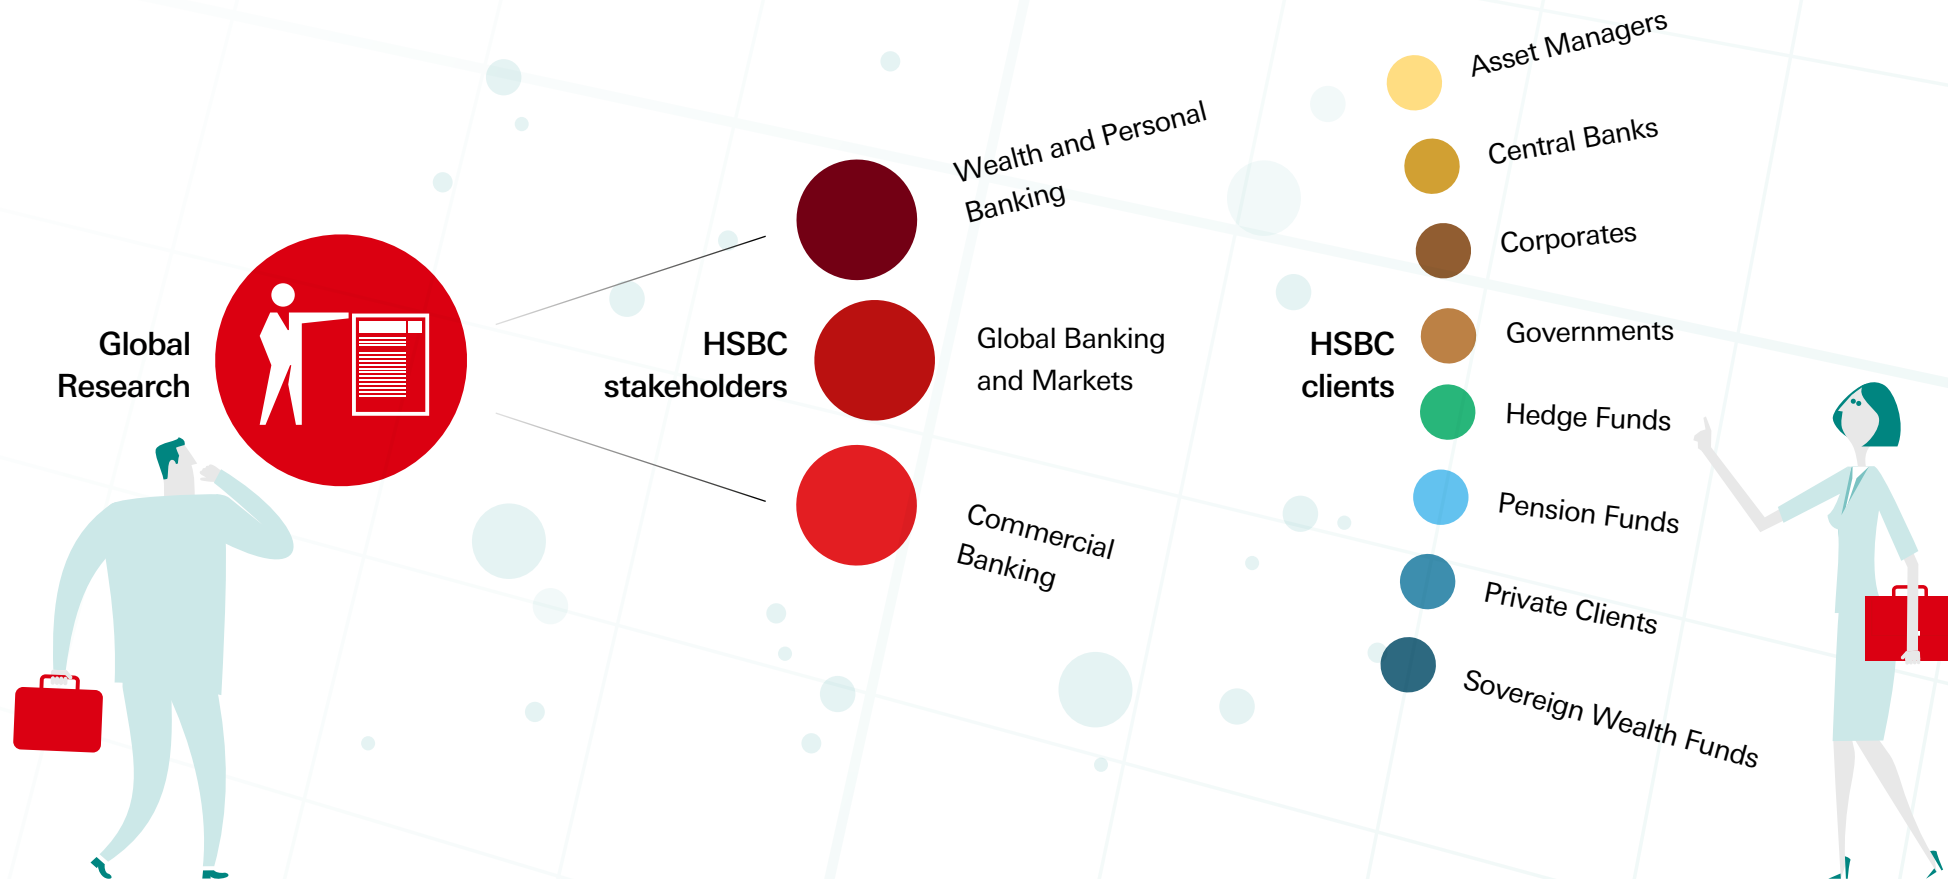 Global
Research
HSBC
stakeholders
Wealth and Personal
Banking
Global Banking
and Markets
Commercial
Banking
HSBC
clients
Asset Managers
Central Banks
Corporates
Governments
Hedge Funds
Pension Funds
Private Clients
Sovereign Wealth Funds